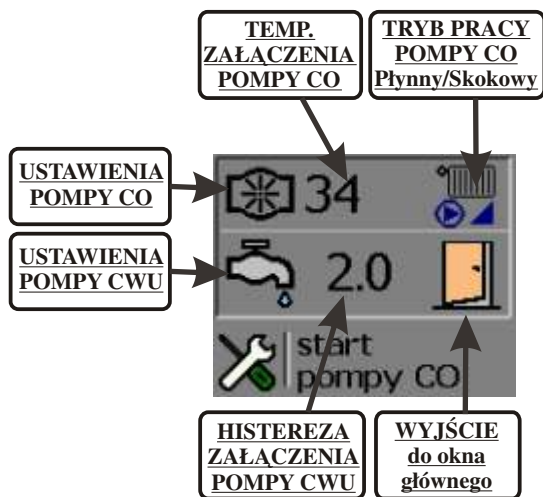 TEMP.
ZAŁĄCZENIA
POMPY CO
TRYB PRACY
POMPY CO
Płynny/Skokowy
USTAWIENIA
POMPY CO
34
USTAWIENIA
POMPY CWU
2.0
start
pompy CO
HISTEREZA
ZAŁĄCZENIA
POMPY CWU
WYJŚCIE
do okna
głównego